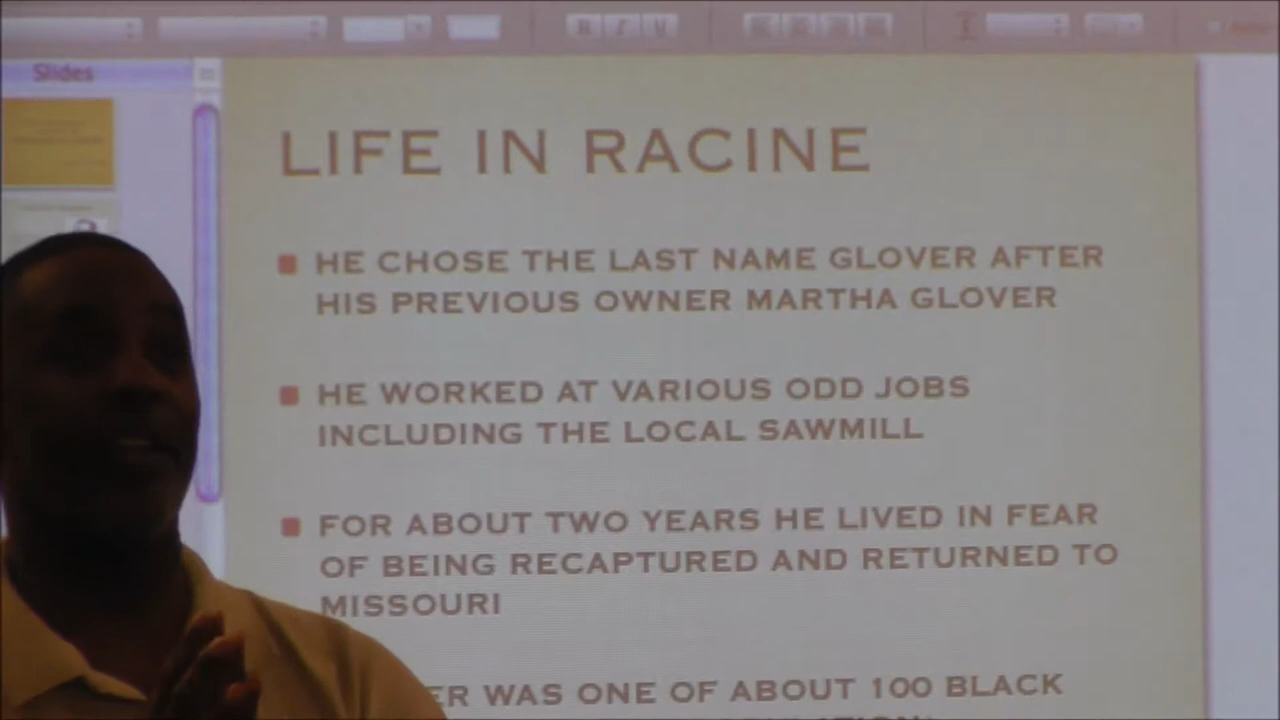 Slides
LIFE IN RACINE
HE CHOSE THE LAST NAME GLOVER AFTER
HIS PREVIOUS OWNER MARTHA GLOVER
HE WORKED AT VARIOUS ODD JOBS
INCLUDING THE LOCAL SAWMILL
FOR ABOUT TWO YEARS HE LIVED IN FEAR
OF BEING RECAPTURED AND RETURNED TO
MISSOURI
ER WAS ONE OF ABOUT 100 BLACK